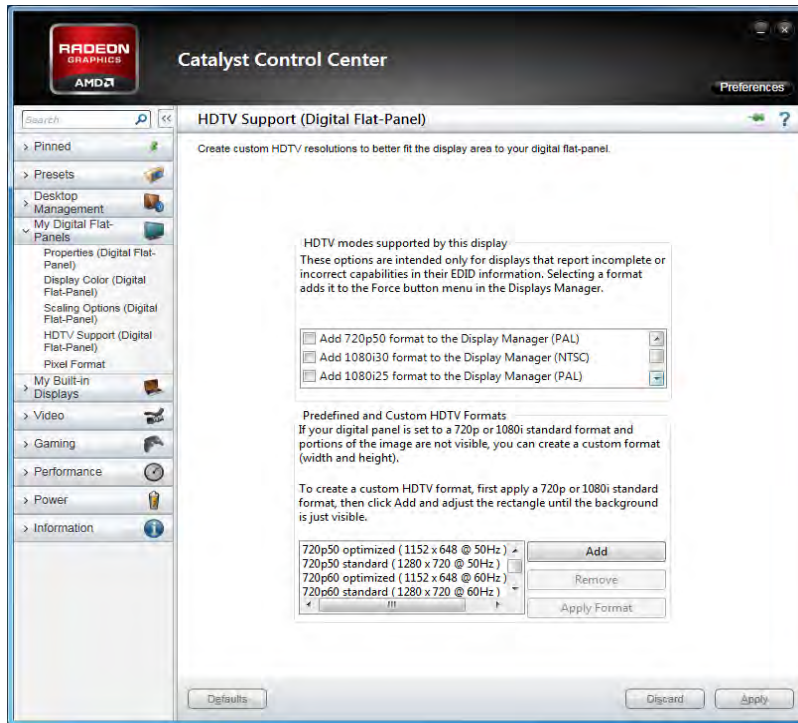 RADEON
GRAPHICS
AMD
Catalyst Control Center
Preferences
Search
<<
HDTV Support (Digital Flat-Panel)
?
Create custom HDTV resolutions to better fit the display area to your digital flat-panel.
Pinned
Presets
Desktop
Management
My Digital Flat-
Panels
Properties (Digital Flat-
Panel)
Display Color (Digital
Flat-Panel)
Scaling Options (Digital
Flat-Panel)
HDTV Support (Digital
Flat-Panel)
Pixel Format
My Built-in
Displays
Video
Gaming
Performance
Power
Information
HDTV modes supported by this display
These options are intended only for displays that report incomplete or
incorrect capabilities in their EDID information. Selecting a format
adds it to the Force button menu in the Displays Manager.
Add 720p50 format to the Display Manager (PAL)
Add 1080i30 format to the Display Manager (NTSC)
Add 1080i25 format to the Display Manager (PAL)
Predefined and Custom HDTV Formats
If your digital panel is set to a 720p or 1080i standard format and
portions of the image are not visible, you can create a custom format
(width and height).
To create a custom HDTV format, first apply a 720p or 1080i standard
format, then click Add and adjust the rectangle until the background
is just visible.
720p50 optimized (1152 x 648 @ 50Hz)
720p50 standard (1280 x 720 @ 50Hz)
720p60 optimized (1152 x 648 @ 60Hz)
720p60 standard (1280 x 720 @ 60Hz)
Add
Remove
Apply Format
Defaults
Discard
Apply